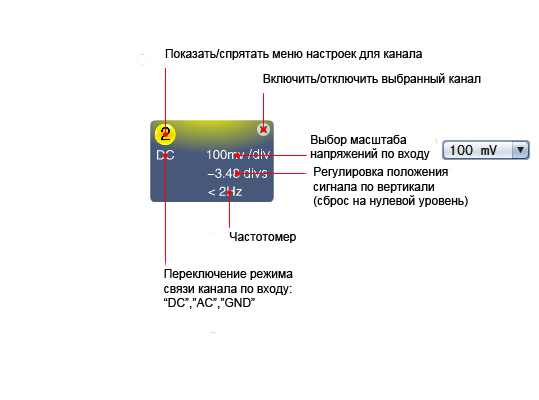 Показать/спрятать меню настроек для канала
Включить/отключить выбранный канал
2
DC 100mv /div
−3.40 divs
< 2Hz
Выбор масштаба
напряжений по входу
100 mV
Регулировка положения
сигнала по вертикали
(сброс на нулевой уровень)
Частотомер
Переключение режима
связи канала по входу:
“DC”,”AC”,”GND”